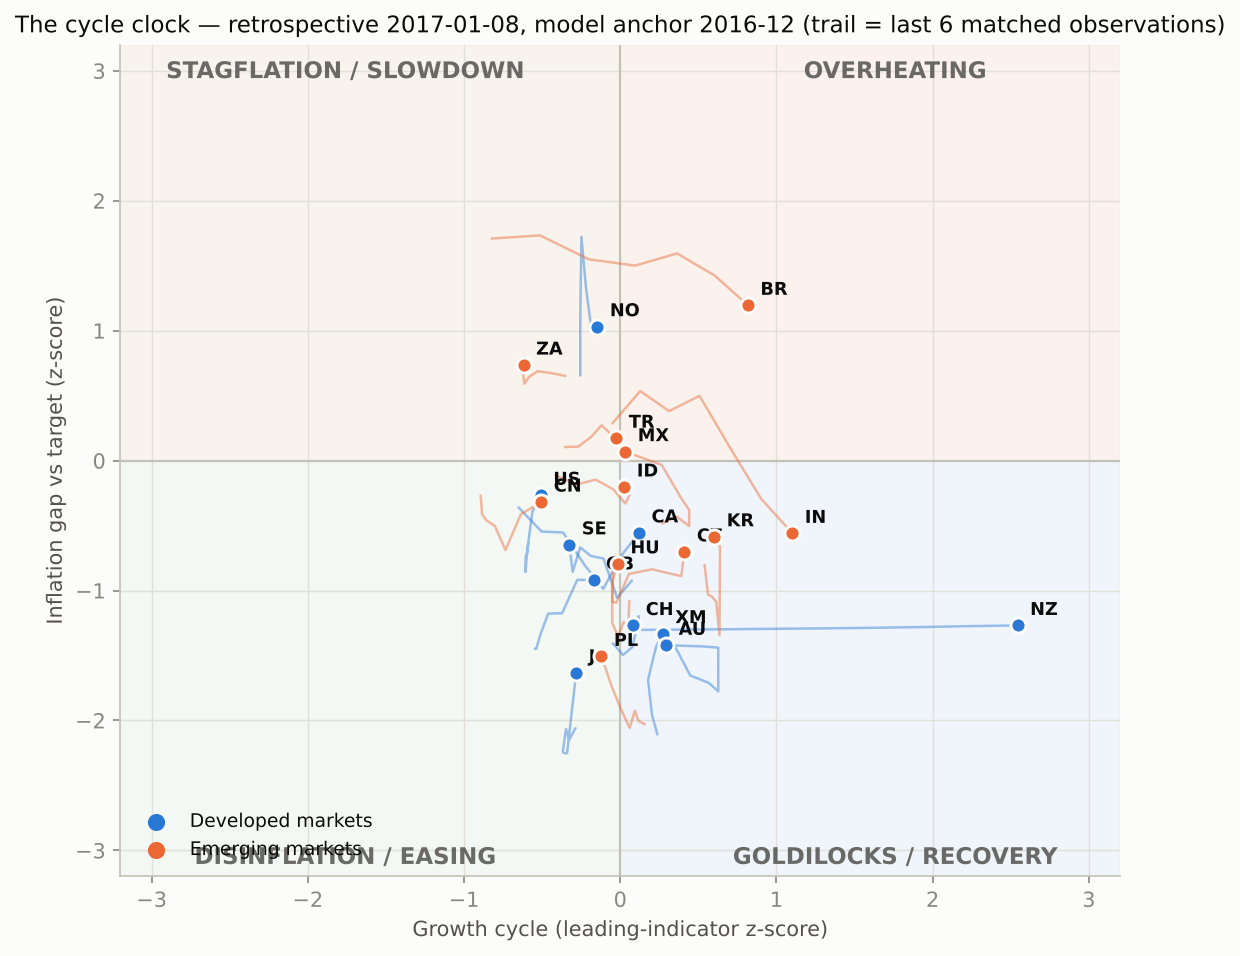 The cycle clock — retrospective 2017-01-08, model anchor 2016-12 (trail = last 6 matched observations)
STAGFLATION / SLOWDOWN
OVERHEATING
DISINFLATION / EASING
GOLDILOCKS / RECOVERY
Inflation gap vs target (z-score)
3
2
1
0
−1
−2
−3
BR
NO
ZA
TR
MX
ID
US
CN
IN
KR
CA
SE
HU
GB
CH
XM
AU
NZ
PL
Developed markets
Emerging markets
−3
−2
−1
0
1
2
3
Growth cycle (leading-indicator z-score)